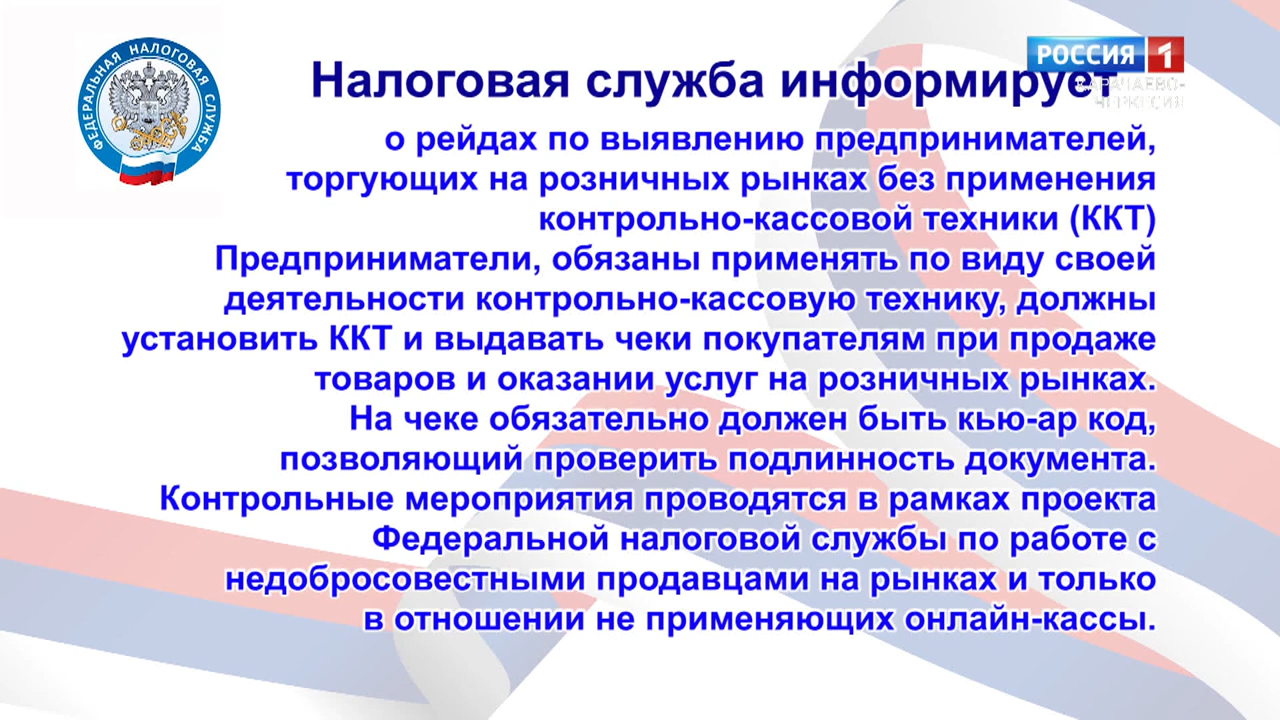 ФЕДЕРАЛЬНАЯ НАЛОГОВАЯ СЛУЖБА
РОССИЯ 1
КАРАЧАЕВО-
ЧЕРКЕСИЯ
Налоговая служба информирует
о рейдах по выявлению предпринимателей,
торгующих на розничных рынках без применения
контрольно-кассовой техники (ККТ)
Предприниматели, обязаны применять по виду своей
деятельности контрольно-кассовую технику, должны
установить ККТ и выдавать чеки покупателям при продаже
товаров и оказании услуг на розничных рынках.
На чеке обязательно должен быть кью-ар код,
позволяющий проверить подлинность документа.
Контрольные мероприятия проводятся в рамках проекта
Федеральной налоговой службы по работе с
недобросовестными продавцами на рынках и только
в отношении не применяющих онлайн-кассы.